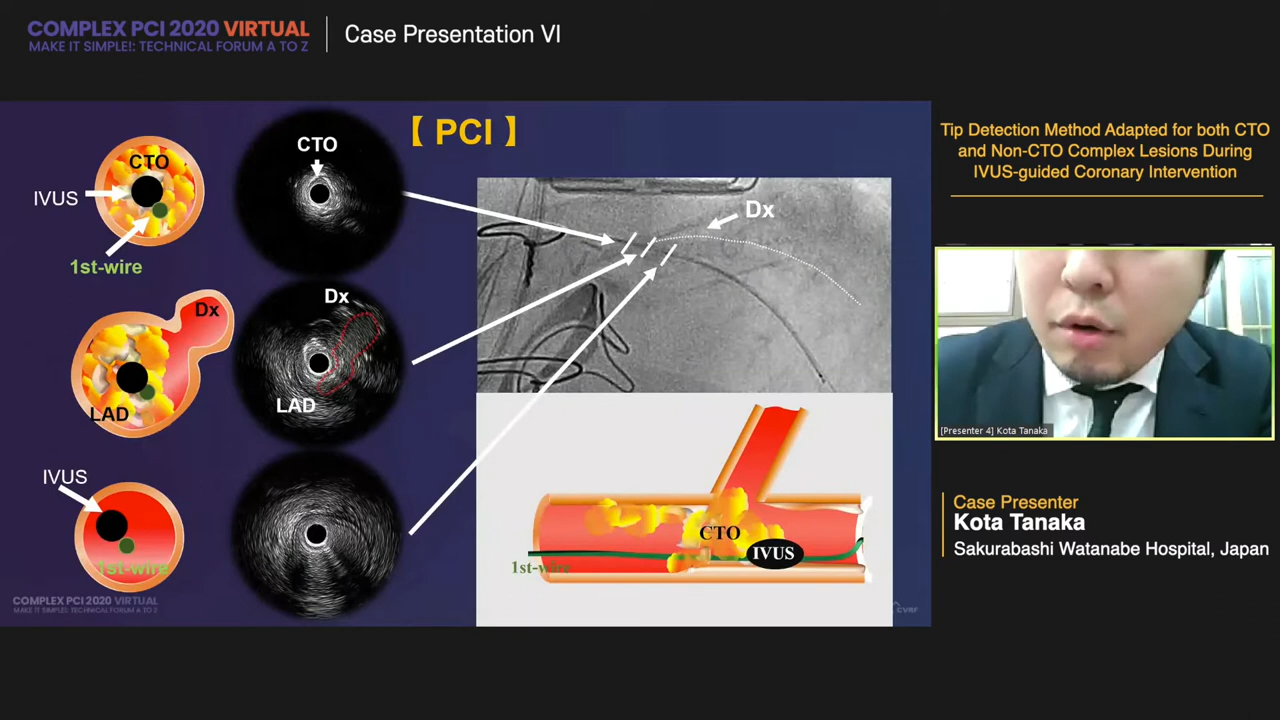 COMPLEX PCI 2020 VIRTUAL
MAKE IT SIMPLE!: TECHNICAL FORUM A TO Z
Case Presentation VI
【 PCI 】
CTO
IVUS
1st-wire
CTO
Dx
Dx
LAD
Dx
LAD
IVUS
1st-wire
CTO
IVUS
1st-wire
COMPLEX PCI 2020 VIRTUAL
MAKE IT SIMPLE!: TECHNICAL FORUM A TO Z
CVRF
Tip Detection Method Adapted for both CTO
and Non-CTO Complex Lesions During
IVUS-guided Coronary Intervention
[Presenter 4] Kota Tanaka
Case Presenter
Kota Tanaka
Sakurabashi Watanabe Hospital, Japan